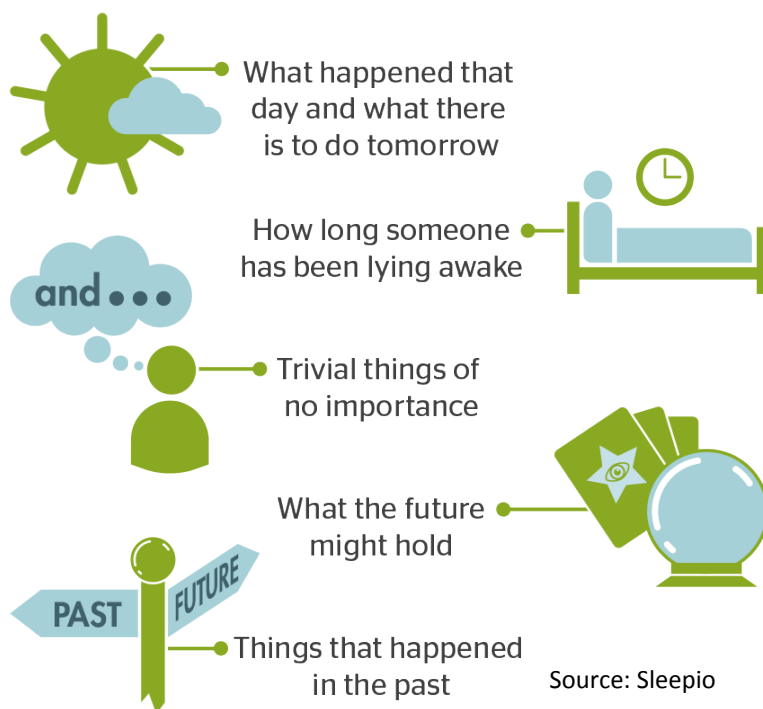 What happened that
day and what there
is to do tomorrow
How long someone
has been lying awake
and...
Trivial things of
no importance
What the future
might hold
PAST
FUTURE
Things that happened
in the past
Source: Sleepio